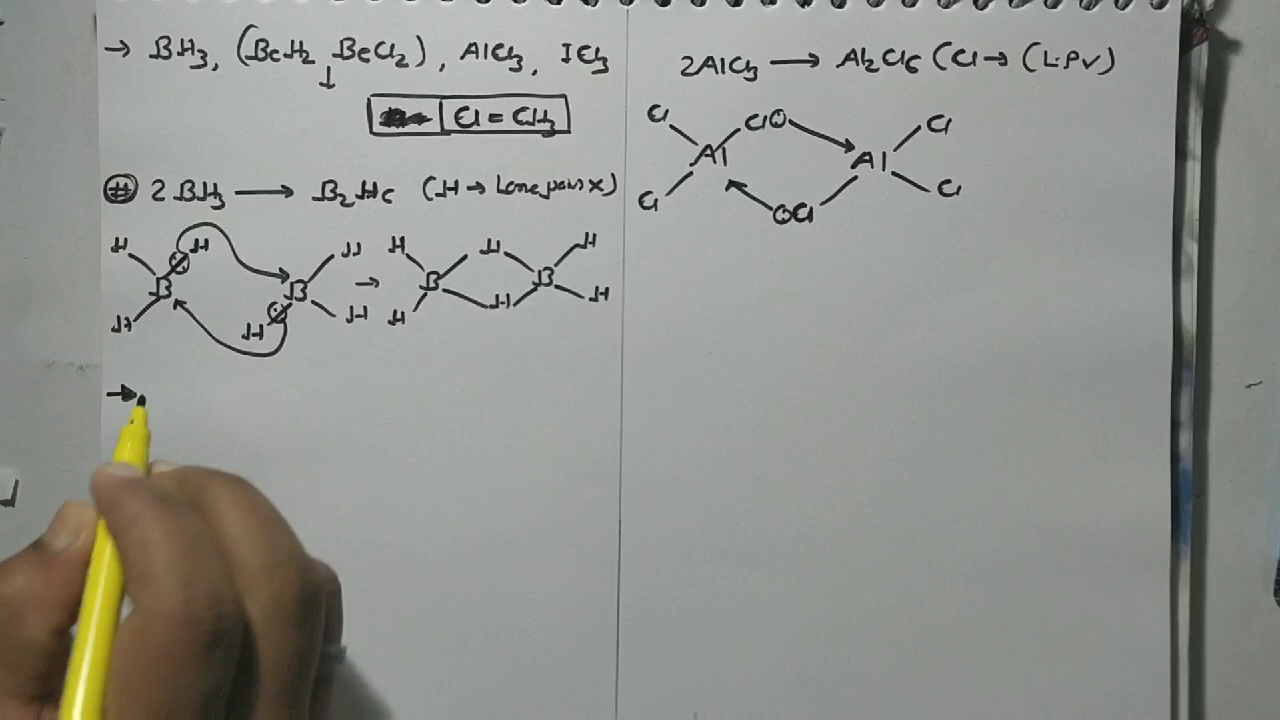 → BH3, (BeH2 BeCl2), AlCl3, ICl3
↓
Cl = CH3
# 2BH3 → B2H6 (H → Lone pair x)
H H H H H H
B B → B B
H H H H H H
→
2AlCl3 → Al2Cl6 (Cl → (L.P✓)
Cl Cl Cl
Al Al
Cl Cl Cl